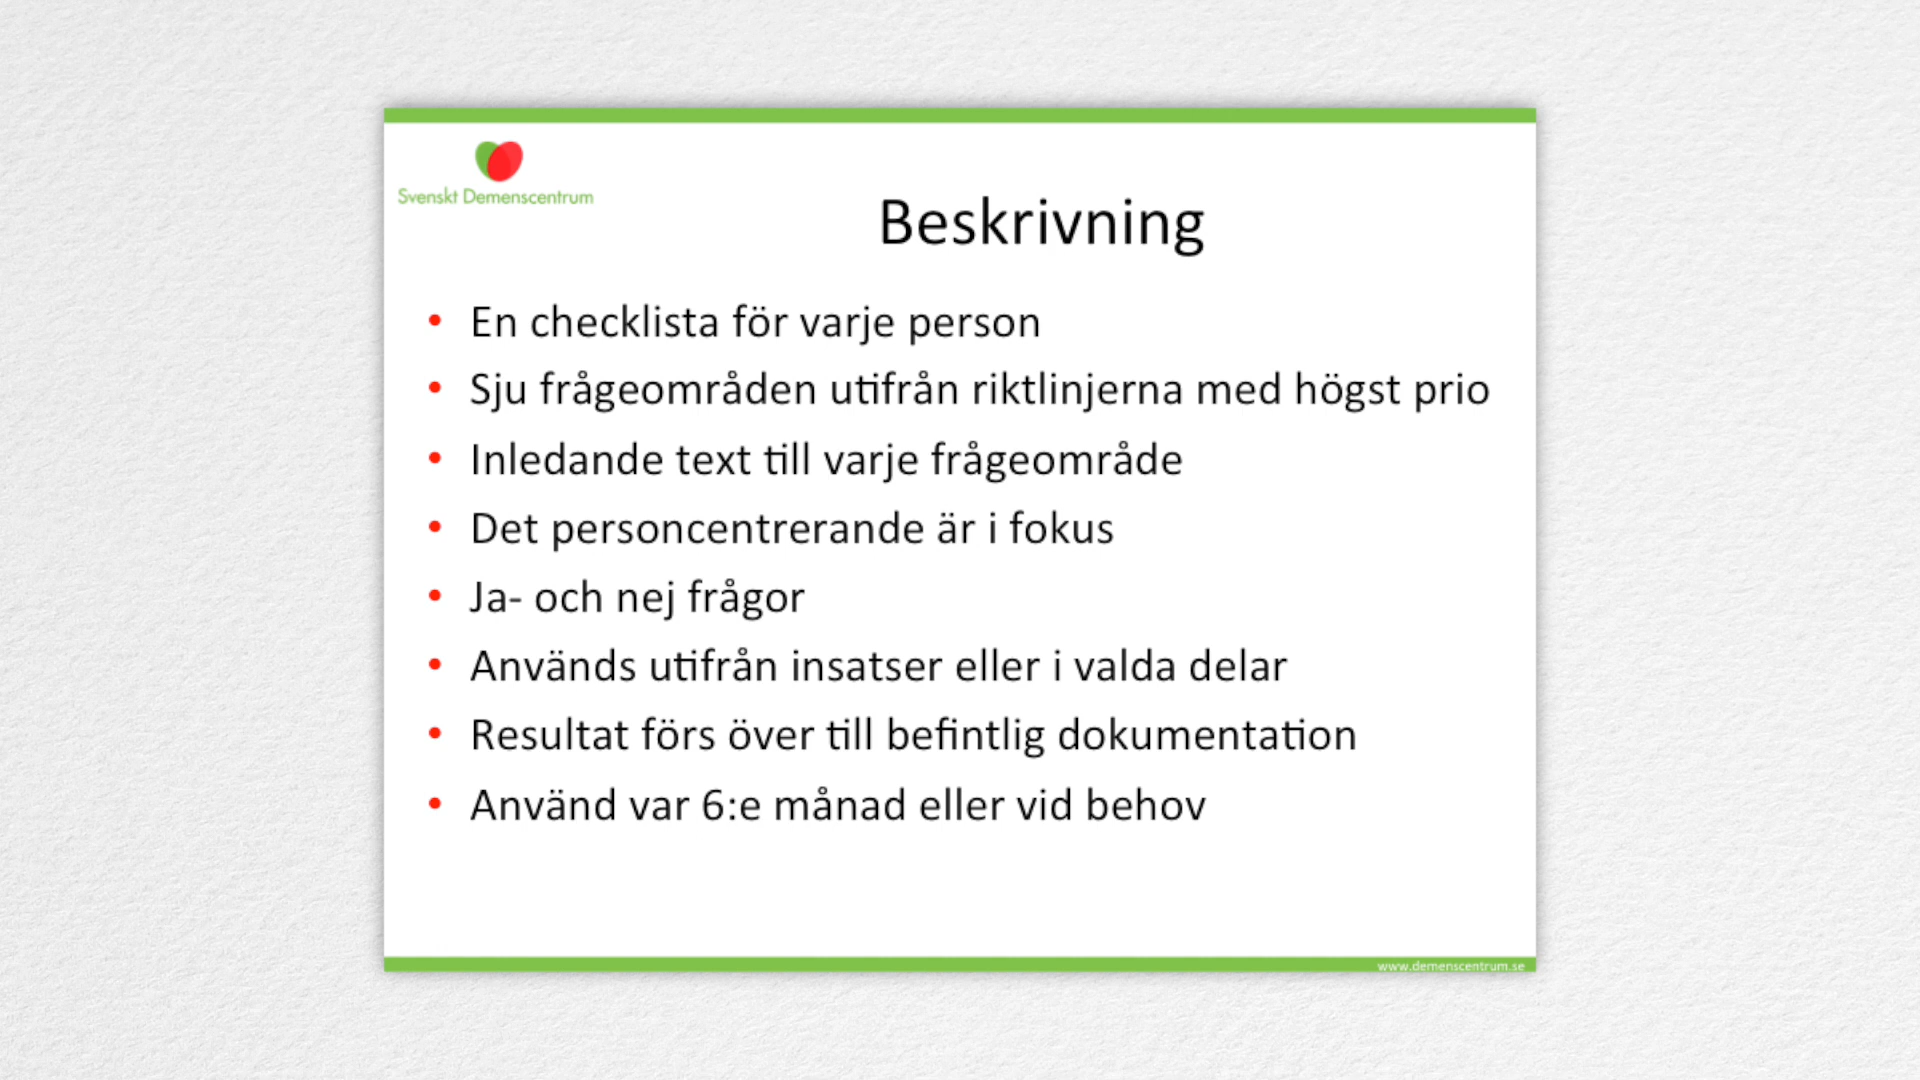 Svenskt Demenscentrum
Beskrivning
• En checklista för varje person
• Sju frågeområden utifrån riktlinjerna med högst prio
• Inledande text till varje frågeområde
• Det personcentrerande är i fokus
• Ja- och nej frågor
• Används utifrån insatser eller i valda delar
• Resultat förs över till befintlig dokumentation
• Använd var 6:e månad eller vid behov
www.demenscentrum.se